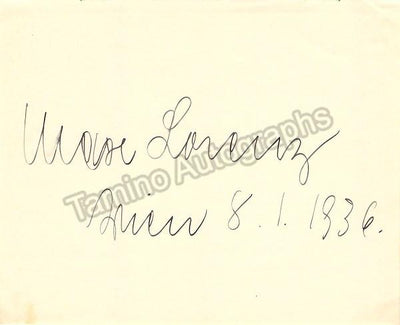 Max Lorenz
Tamino Autographs
Wien 8. 1. 1936.